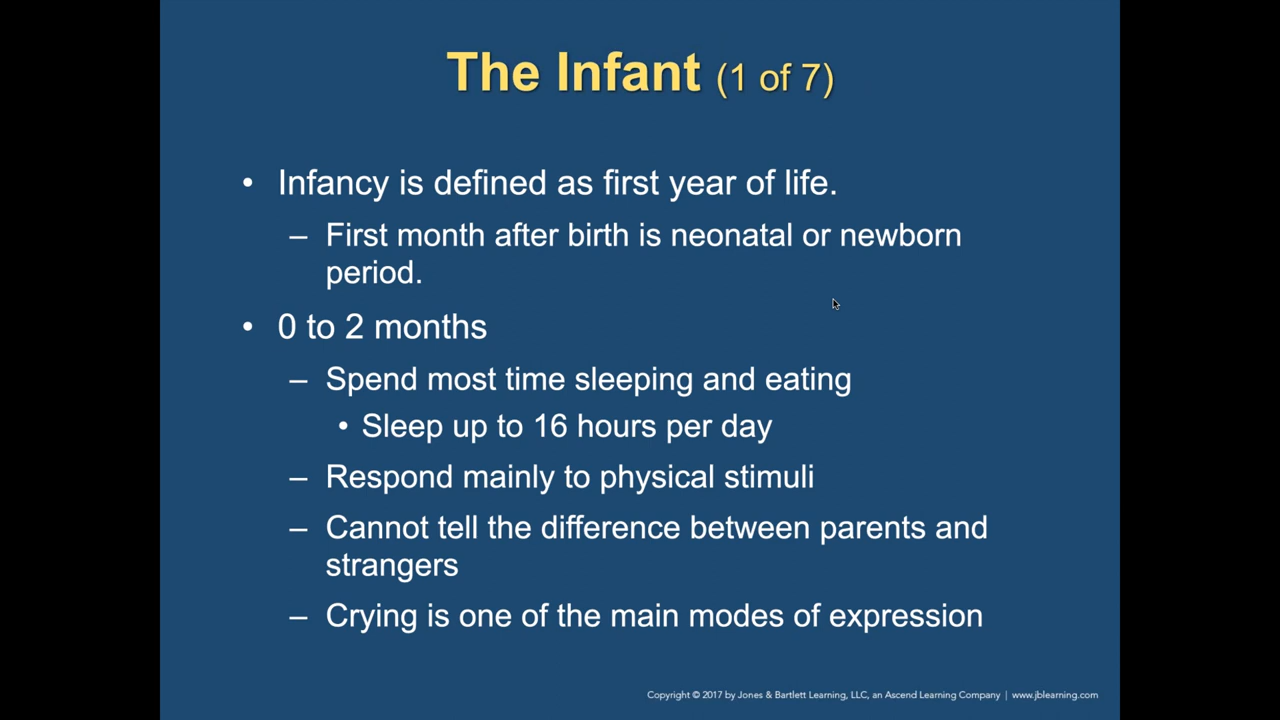 The Infant (1 of 7)
• Infancy is defined as first year of life.
– First month after birth is neonatal or newborn
period.
• 0 to 2 months
– Spend most time sleeping and eating
• Sleep up to 16 hours per day
– Respond mainly to physical stimuli
– Cannot tell the difference between parents and
strangers
– Crying is one of the main modes of expression
Copyright © 2017 by Jones & Bartlett Learning, LLC, an Ascend Learning Company | www.jblearning.com